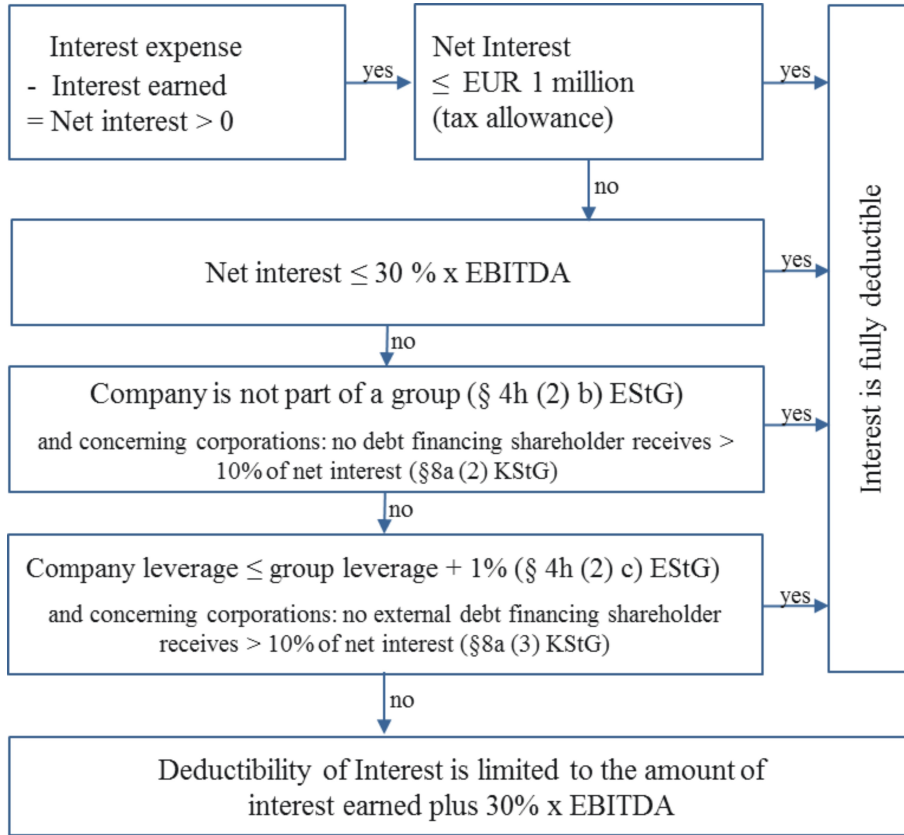 Interest expense
- Interest earned
= Net interest > 0
yes
Net Interest
≤ EUR 1 million
(tax allowance)
yes
no
Net interest ≤ 30 % x EBITDA
yes
no
Company is not part of a group (§ 4h (2) b) EStG)
and concerning corporations: no debt financing shareholder receives >
10% of net interest (§8a (2) KStG)
yes
no
Company leverage ≤ group leverage + 1% (§ 4h (2) c) EStG)
and concerning corporations: no external debt financing shareholder
receives > 10% of net interest (§8a (3) KStG)
yes
no
Interest is fully deductible
Deductibility of Interest is limited to the amount of
interest earned plus 30% x EBITDA